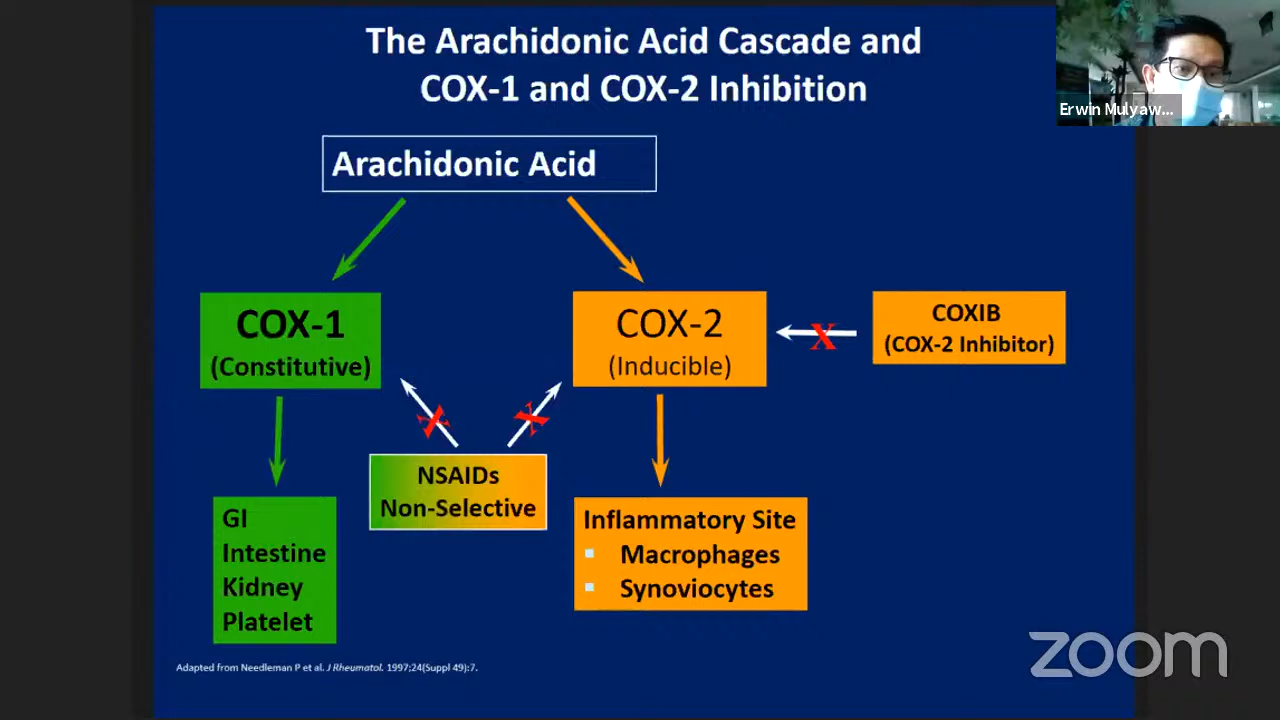 The Arachidonic Acid Cascade and
COX-1 and COX-2 Inhibition
Erwin Mulyaw...
Arachidonic Acid
COX-1
(Constitutive)
COX-2
(Inducible)
COXIB
(COX-2 Inhibitor)
X
X
X
NSAIDs
Non-Selective
GI
Intestine
Kidney
Platelet
Inflammatory Site
Macrophages
Synoviocytes
Adapted from Needleman P et al. J Rheumatol. 1997;24(Suppl 49):7.
zoom